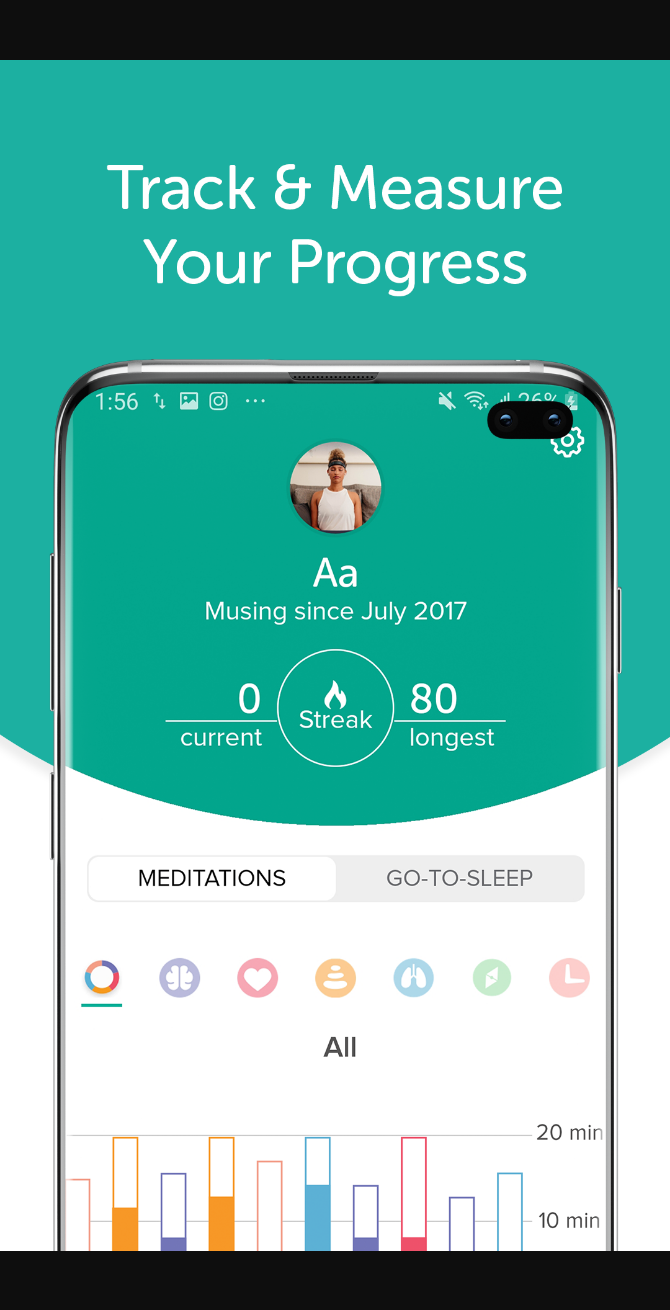 Track & Measure
Your Progress
1:56
26%
Aa
Musing since July 2017
0
current
Streak
80
longest
MEDITATIONS
GO-TO-SLEEP
All
20 min
10 min